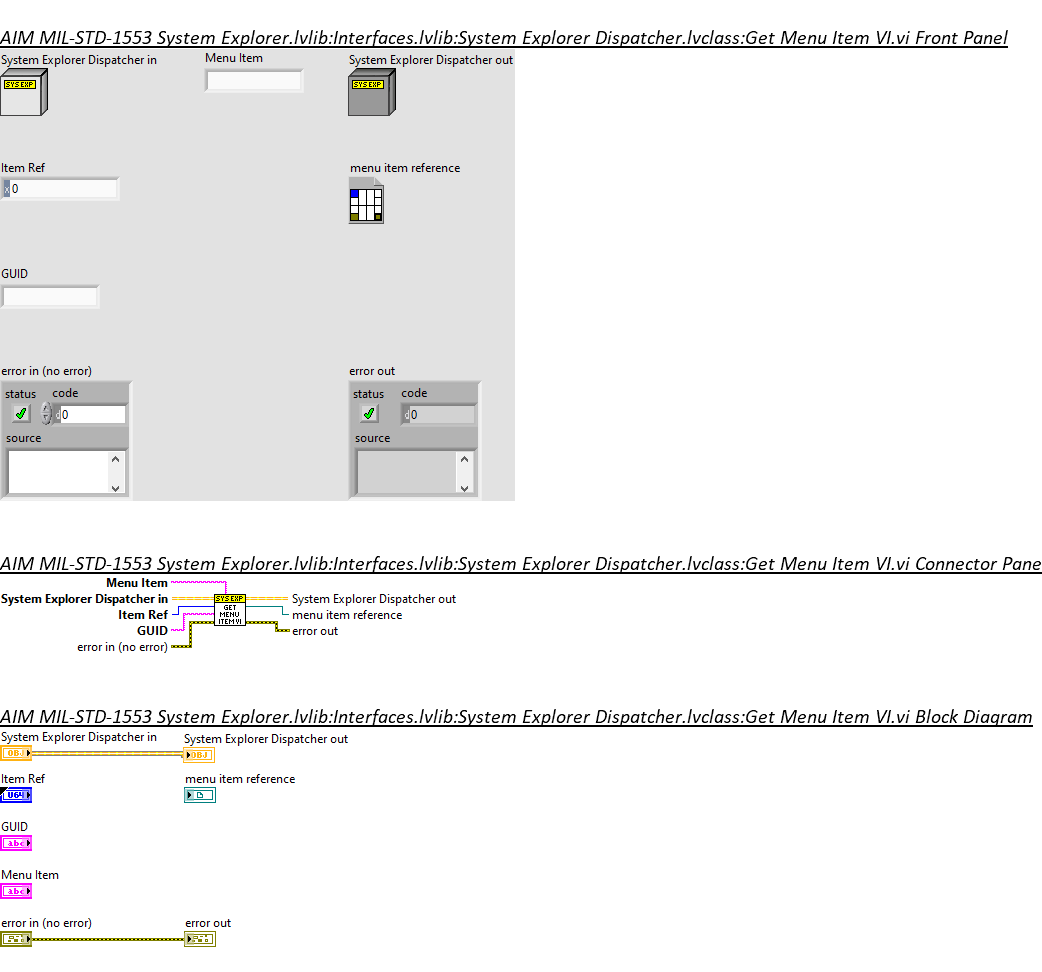 AIM MIL-STD-1553 System Explorer.lvlib:Interfaces.lvlib:System Explorer Dispatcher.lvclass:Get Menu Item VI.vi Front Panel
System Explorer Dispatcher in Menu Item System Explorer Dispatcher out
SYS EXP SYS EXP
Item Ref menu item reference
x 0
GUID
error in (no error) error out
status code status code
d 0 d 0
source source
AIM MIL-STD-1553 System Explorer.lvlib:Interfaces.lvlib:System Explorer Dispatcher.lvclass:Get Menu Item VI.vi Connector Pane
Menu Item
System Explorer Dispatcher in SYS EXP System Explorer Dispatcher out
Item Ref GET menu item reference
MENU
GUID ITEM VI error out
error in (no error)
AIM MIL-STD-1553 System Explorer.lvlib:Interfaces.lvlib:System Explorer Dispatcher.lvclass:Get Menu Item VI.vi Block Diagram
System Explorer Dispatcher in System Explorer Dispatcher out
OBJ OBJ
Item Ref menu item reference
U64
GUID
abc
Menu Item
abc
error in (no error) error out